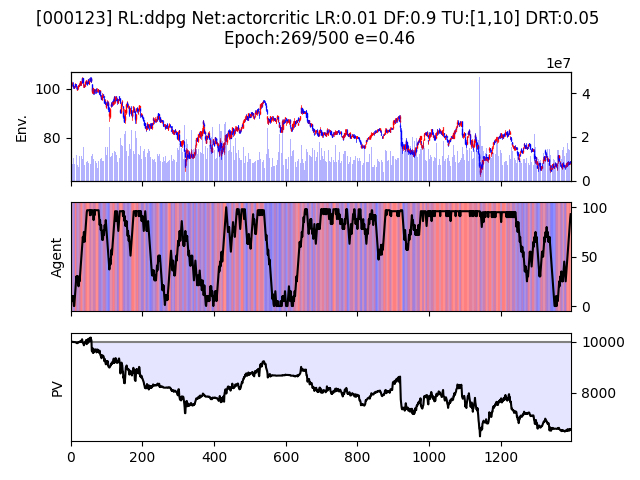 [000123] RL:ddpg Net:actorcritic LR:0.01 DF:0.9 TU:[1,10] DRT:0.05
Epoch:269/500 e=0.46
1e7
100
80
Env.
4
2
0
Agent
100
50
0
PV
10000
8000
0 200 400 600 800 1000 1200